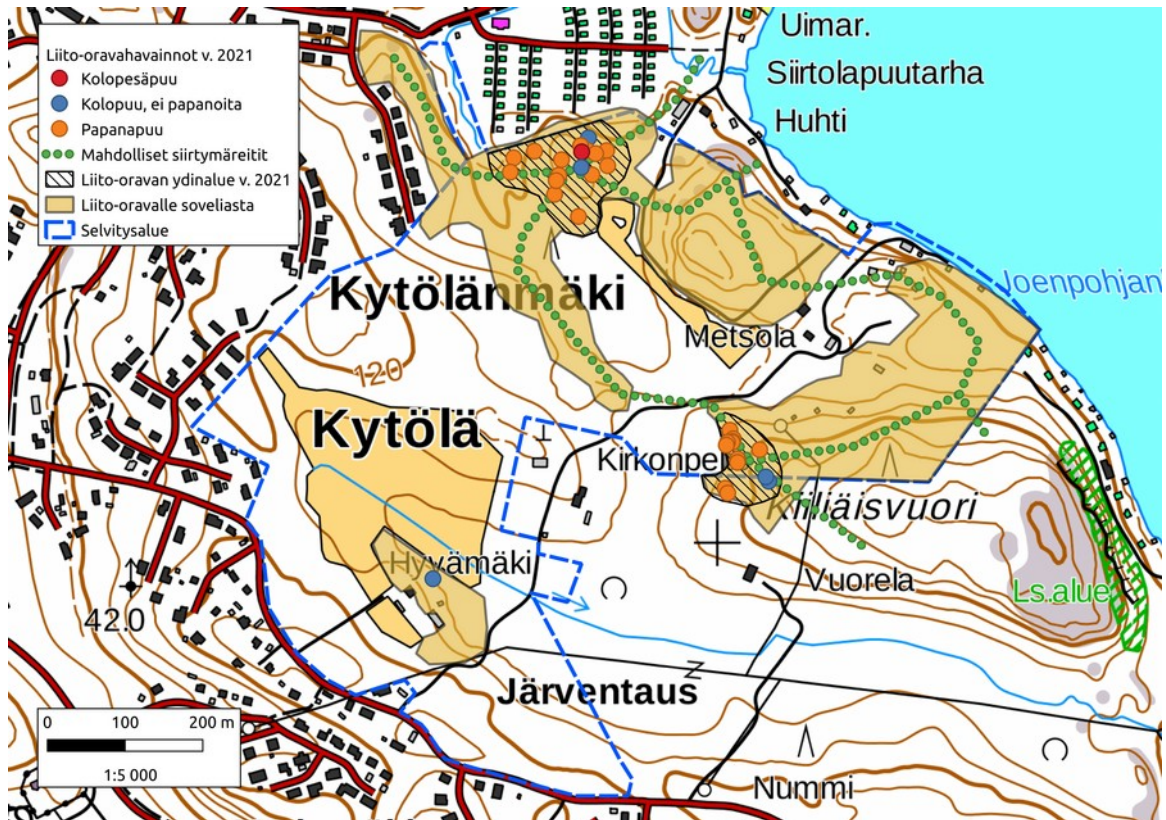 Liito-oravahavainnot v. 2021
Kolopesäpuu
Kolopuu, ei papanoita
Papanapuu
Mahdolliset siirtymäreitit
Liito-oravan ydinalue v. 2021
Liito-oravalle soveliasta
Selvitysalue
Uimar.
Siirtolapuutarha
Huhti
Joenpohjan
Kytölänmäki
Metsola
120
Kytölä
Kirkonpe
Kiliäisvuori
Hyvämäki
Vuorela
Ls.alue
42.0
Järventaus
Z
0 100 200 m
1:5 000
Nummi